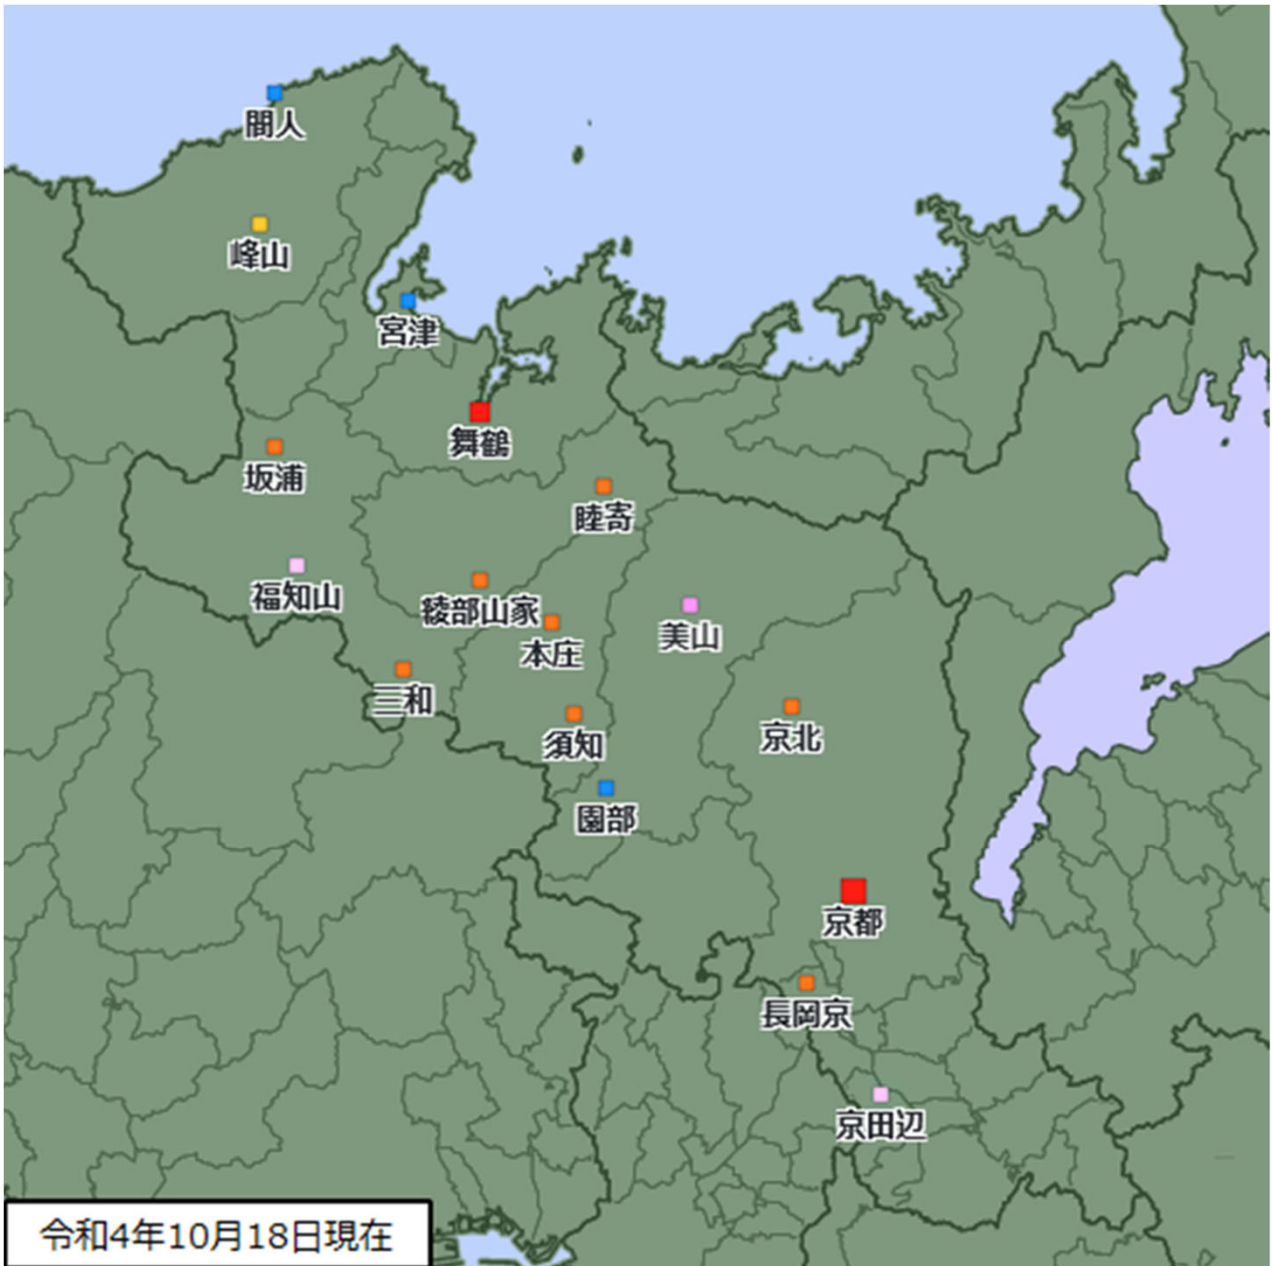 間人
峰山
宮津
舞鶴
坂浦
睦寄
福知山
綾部山家
本庄
美山
三和
須知
京北
園部
京都
長岡京
京田辺
令和4年10月18日現在